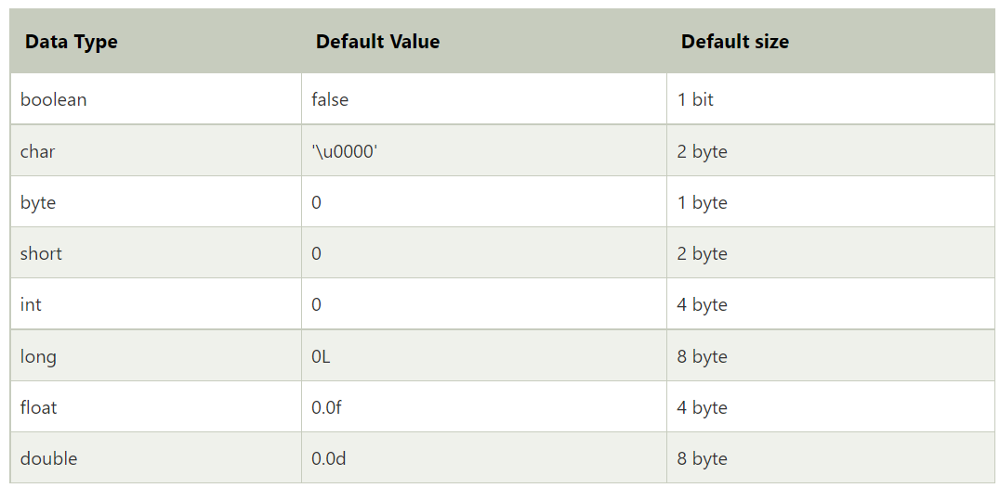 Data Type Default Value Default size
boolean false 1 bit
char '\u0000' 2 byte
byte 0 1 byte
short 0 2 byte
int 0 4 byte
long 0L 8 byte
float 0.0f 4 byte
double 0.0d 8 byte